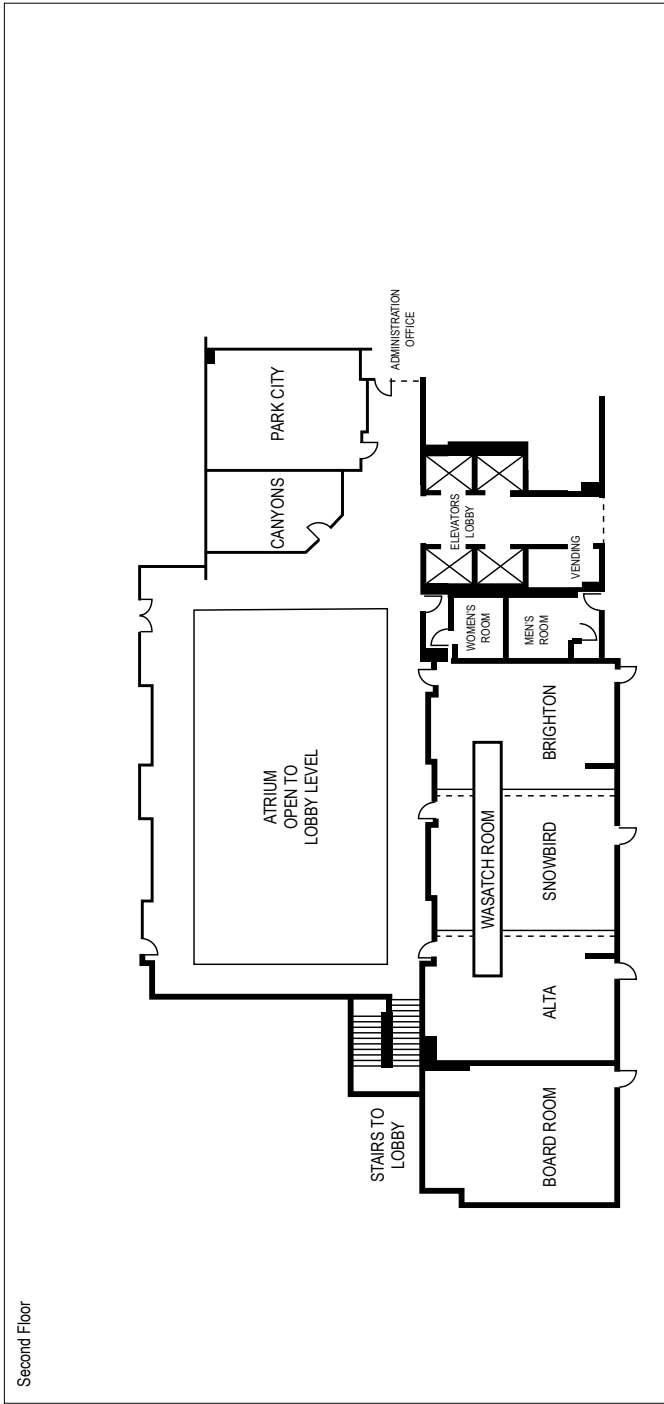 Second Floor
STAIRS TO
LOBBY
ATRIUM
OPEN TO
LOBBY LEVEL
CANYONS
PARK CITY
ADMINISTRATION
OFFICE
BOARD ROOM
ALTA
WASATCH ROOM
SNOWBIRD
BRIGHTON
WOMEN'S
ROOM
MEN'S
ROOM
ELEVATORS
LOBBY
VENDING